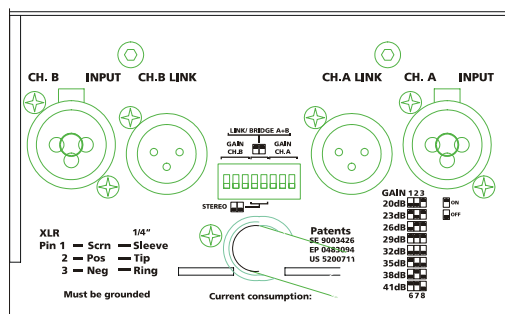 CH. B INPUT CH.B LINK CH.A LINK CH. A INPUT
LINK/ BRIDGE A+B
GAIN CH.B
GAIN CH.A
STEREO
GAIN 1 2 3
20dB
23dB
26dB
29dB
32dB
35dB
38dB
41dB
6 7 8
ON
OFF
XLR 1/4"
Pin 1 — Scrn — Sleeve
2 — Pos — Tip
3 — Neg — Ring
Must be grounded
Patents
SE 9003426
EP 0483094
US 5200711
Current consumption: